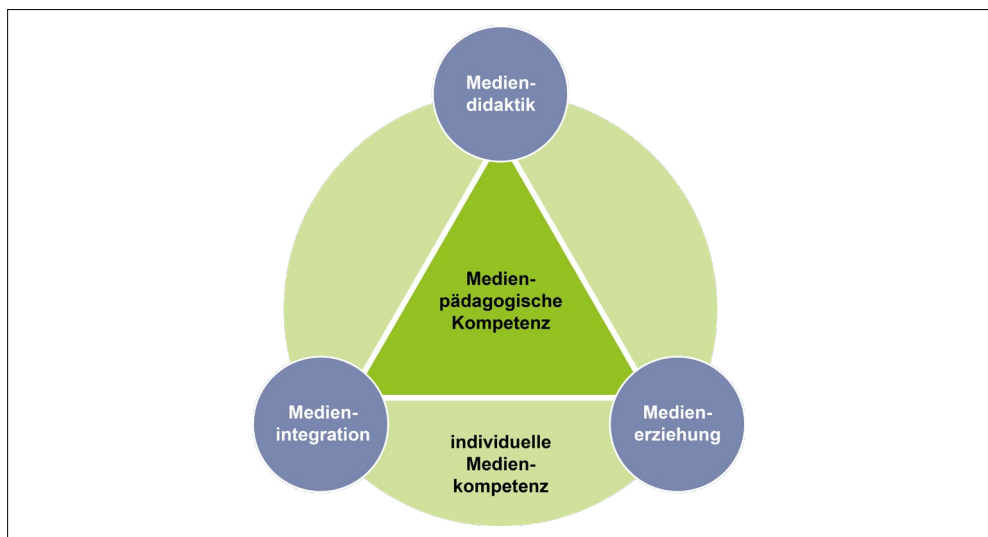 Medien-
didaktik
Medien-
pädagogische
Kompetenz
Medien-
integration
individuelle
Medien-
kompetenz
Medien-
erziehung